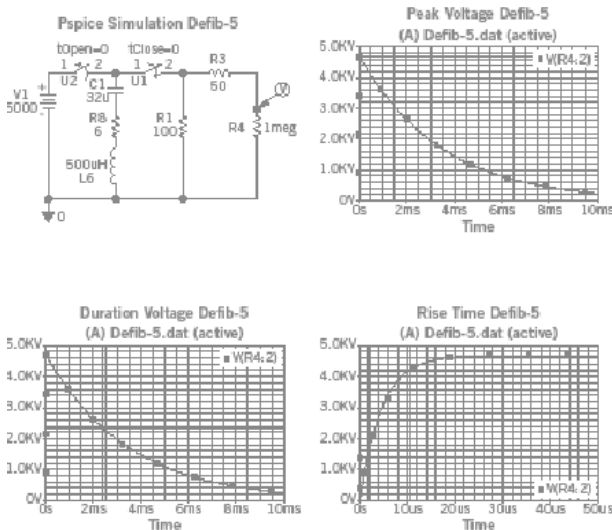 Pspice Simulation Defib-5
tOpen=0
tClose=0
1 2
1 2
U2
U1
C1
32u
R3
50
V1
5000
R8
6
R1
100
R4
1meg
V
500uH
L6
0
Peak Voltage Defib-5
(A) Defib-5.dat (active)
V(R4:2)
5.0KV
4.0KV
3.0KV
2.0KV
1.0KV
0V
0s 2ms 4ms 6ms 8ms 10ms
Time
Duration Voltage Defib-5
(A) Defib-5.dat (active)
V(R4:2)
5.0KV
4.0KV
3.0KV
2.0KV
1.0KV
0V
0s 2ms 4ms 6ms 8ms 10ms
Time
Rise Time Defib-5
(A) Defib-5.dat (active)
5.0KV
4.0KV
3.0KV
2.0KV
1.0KV
0V
V(R4:2)
0s 10us 20us 30us 40us 50us
Time